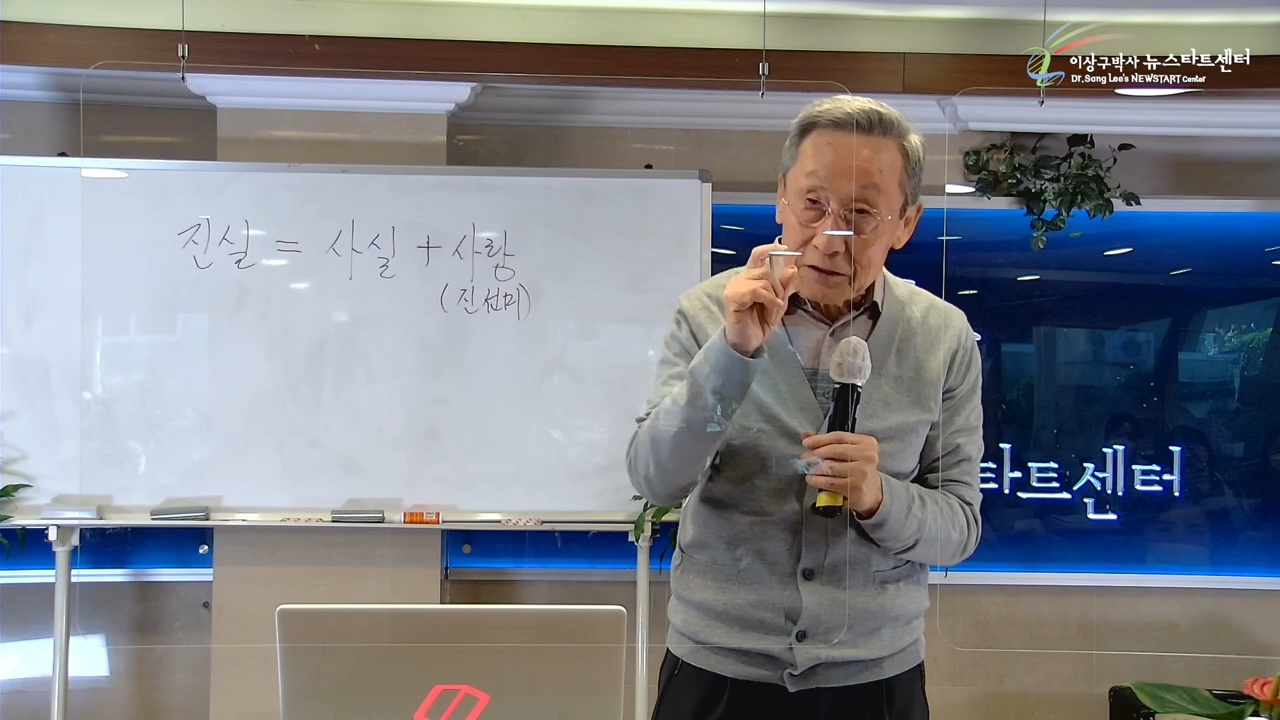 이상구박사 뉴스타트센터
Dr. Sang Lee's NEWSTART Center
진실 = 사실 + 사랑
(진선미)
타트센터